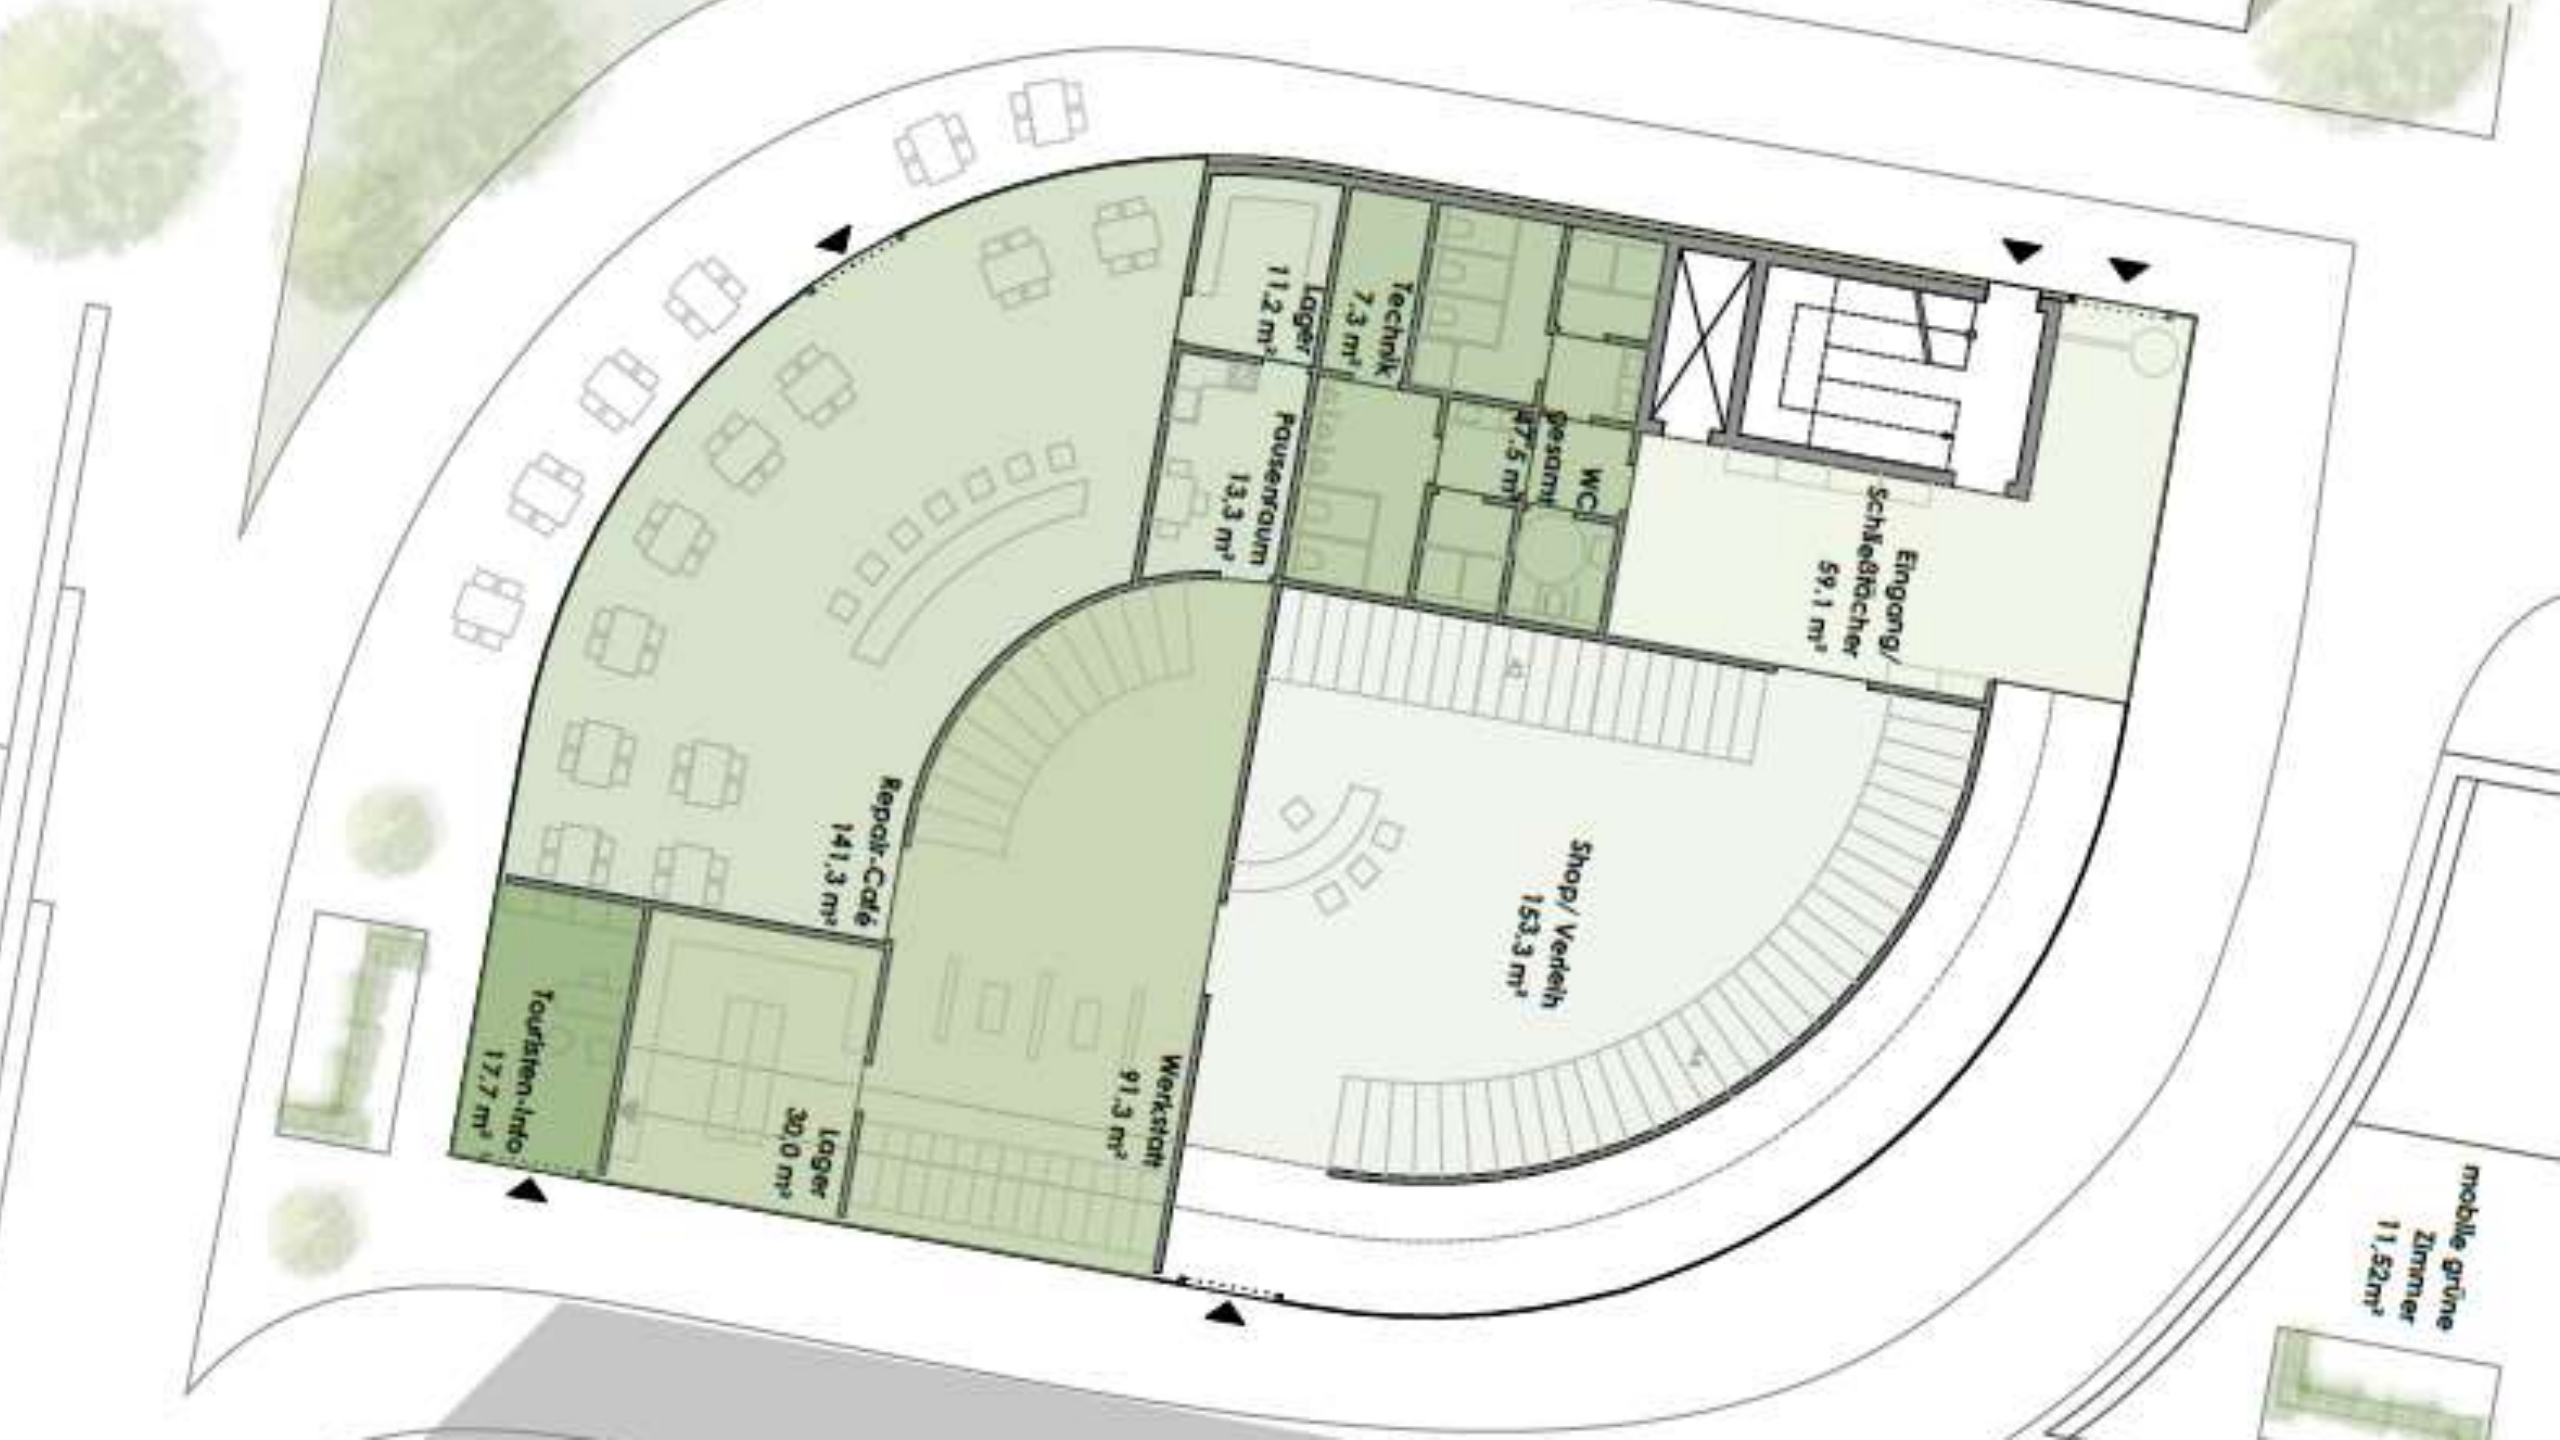 Lager
11,2 m²
Technik
7.3 m²
Pausenraum
13,3 m²
WC
gesamt
47.5 m²
Eingang/
Schließfächer
59.1 m²
Repair-Café
141,3 m²
Shop/ Verleih
153.3 m²
Touristen-Info
17.7 m²
Lager
30,0 m²
Werkstatt
91.3 m²
mobile grüne
Zimmer
11,52m²